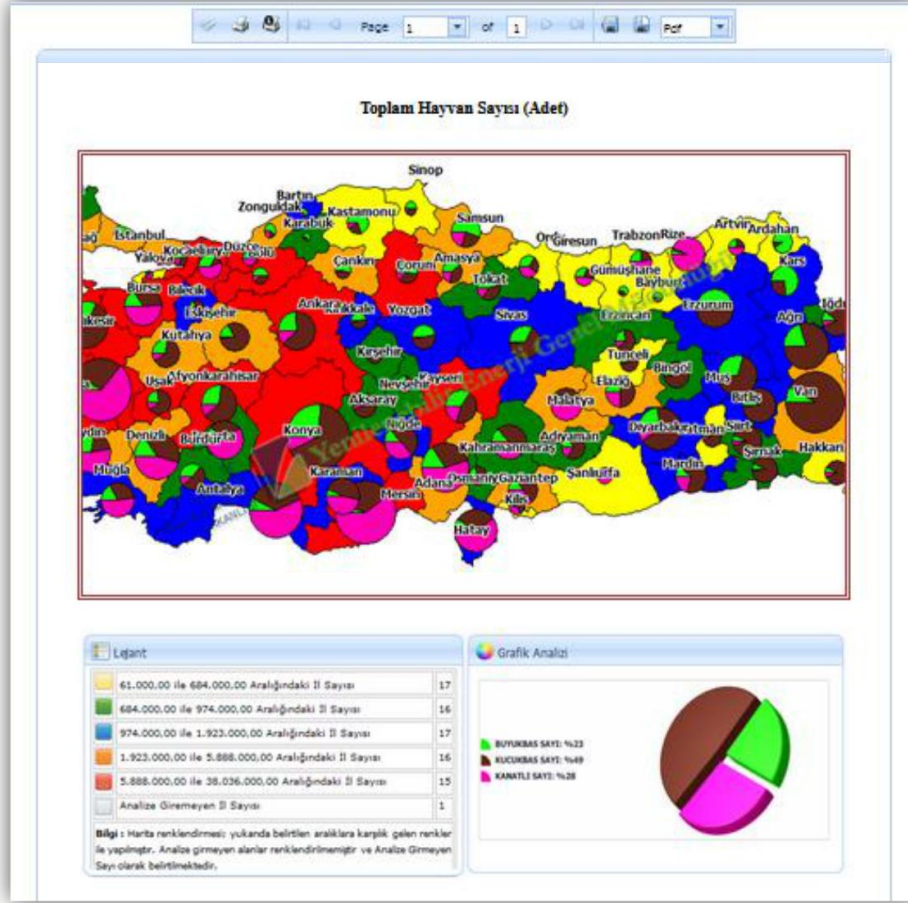 Page 1 of 1 Pdf
Toplam Hayvan Sayısı (Adet)
Sinop
Bartın
Zonguldak
Kastamonu
Karabük
Samsun
İstanbul
Kocaeli
Düzce
Bolu
Yalova
Çankırı
Çorum
Amasya
Tokat
Ordu
Giresun
Trabzon
Rize
Artvin
Ardahan
Kars
Gümüşhane
Bayburt
Bursa
Bilecik
Eskişehir
Ankara
Kırıkkale
Yozgat
Sivas
Erzincan
Erzurum
Ağrı
Iğdı
Kutahya
Kırşehir
Tunceli
Bingöl
Muş
Uşak
Afyonkarahisar
Nevşehir
Kayseri
Aksaray
Malatya
Elazığ
Bitlis
Van
Denizli
Burdur
Konya
Niğde
Kahramanmaraş
Adıyaman
Diyarbakır
Batman
Siirt
Şırnak
Hakkari
Muğla
Antalya
Karaman
Mersin
Adana
Osmaniye
Gaziantep
Kilis
Şanlıurfa
Mardin
Hatay
Yenilenebilir Enerji Genel Müdürlüğü
Lejant
61.000,00 ile 684.000,00 Aralığındaki İl Sayısı 17
684.000,00 ile 974.000,00 Aralığındaki İl Sayısı 16
974.000,00 ile 1.923.000,00 Aralığındaki İl Sayısı 17
1.923.000,00 ile 5.888.000,00 Aralığındaki İl Sayısı 16
5.888.000,00 ile 38.036.000,00 Aralığındaki İl Sayısı 15
Analize Giremeyen İl Sayısı 1
Bilgi : Harita renklendirmesi; yukarıda belirtilen aralıklara karşılık gelen renkler
ile yapılmıştır. Analize girmeyen alanlar renklendirilmemiştir ve Analize Girmeyen
Sayı olarak belirtilmektedir.
Grafik Analizi
BUYUKBAS SAYI: %23
KUCUKBAS SAYI: %49
KANATLI SAYI: %28